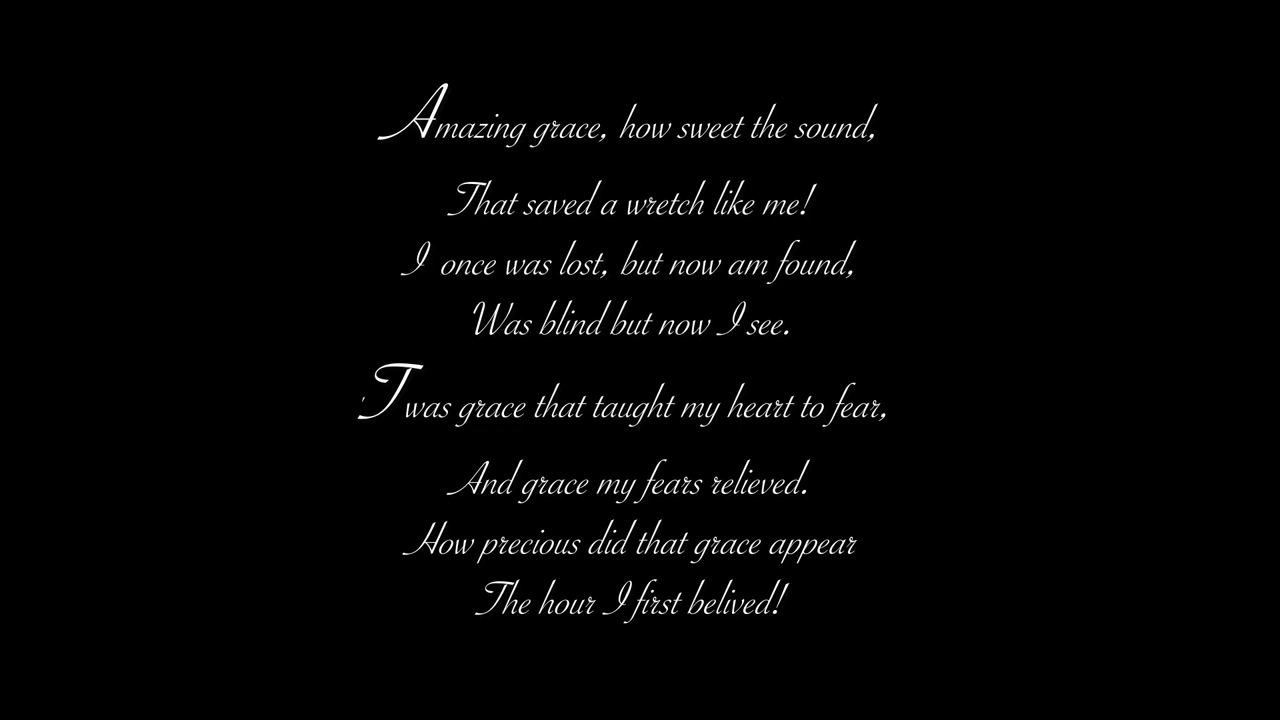 Amazing grace, how sweet the sound,
That saved a wretch like me!
I once was lost, but now am found,
Was blind but now I see.
'Twas grace that taught my heart to fear,
And grace my fears relieved.
How precious did that grace appear
The hour I first belived!